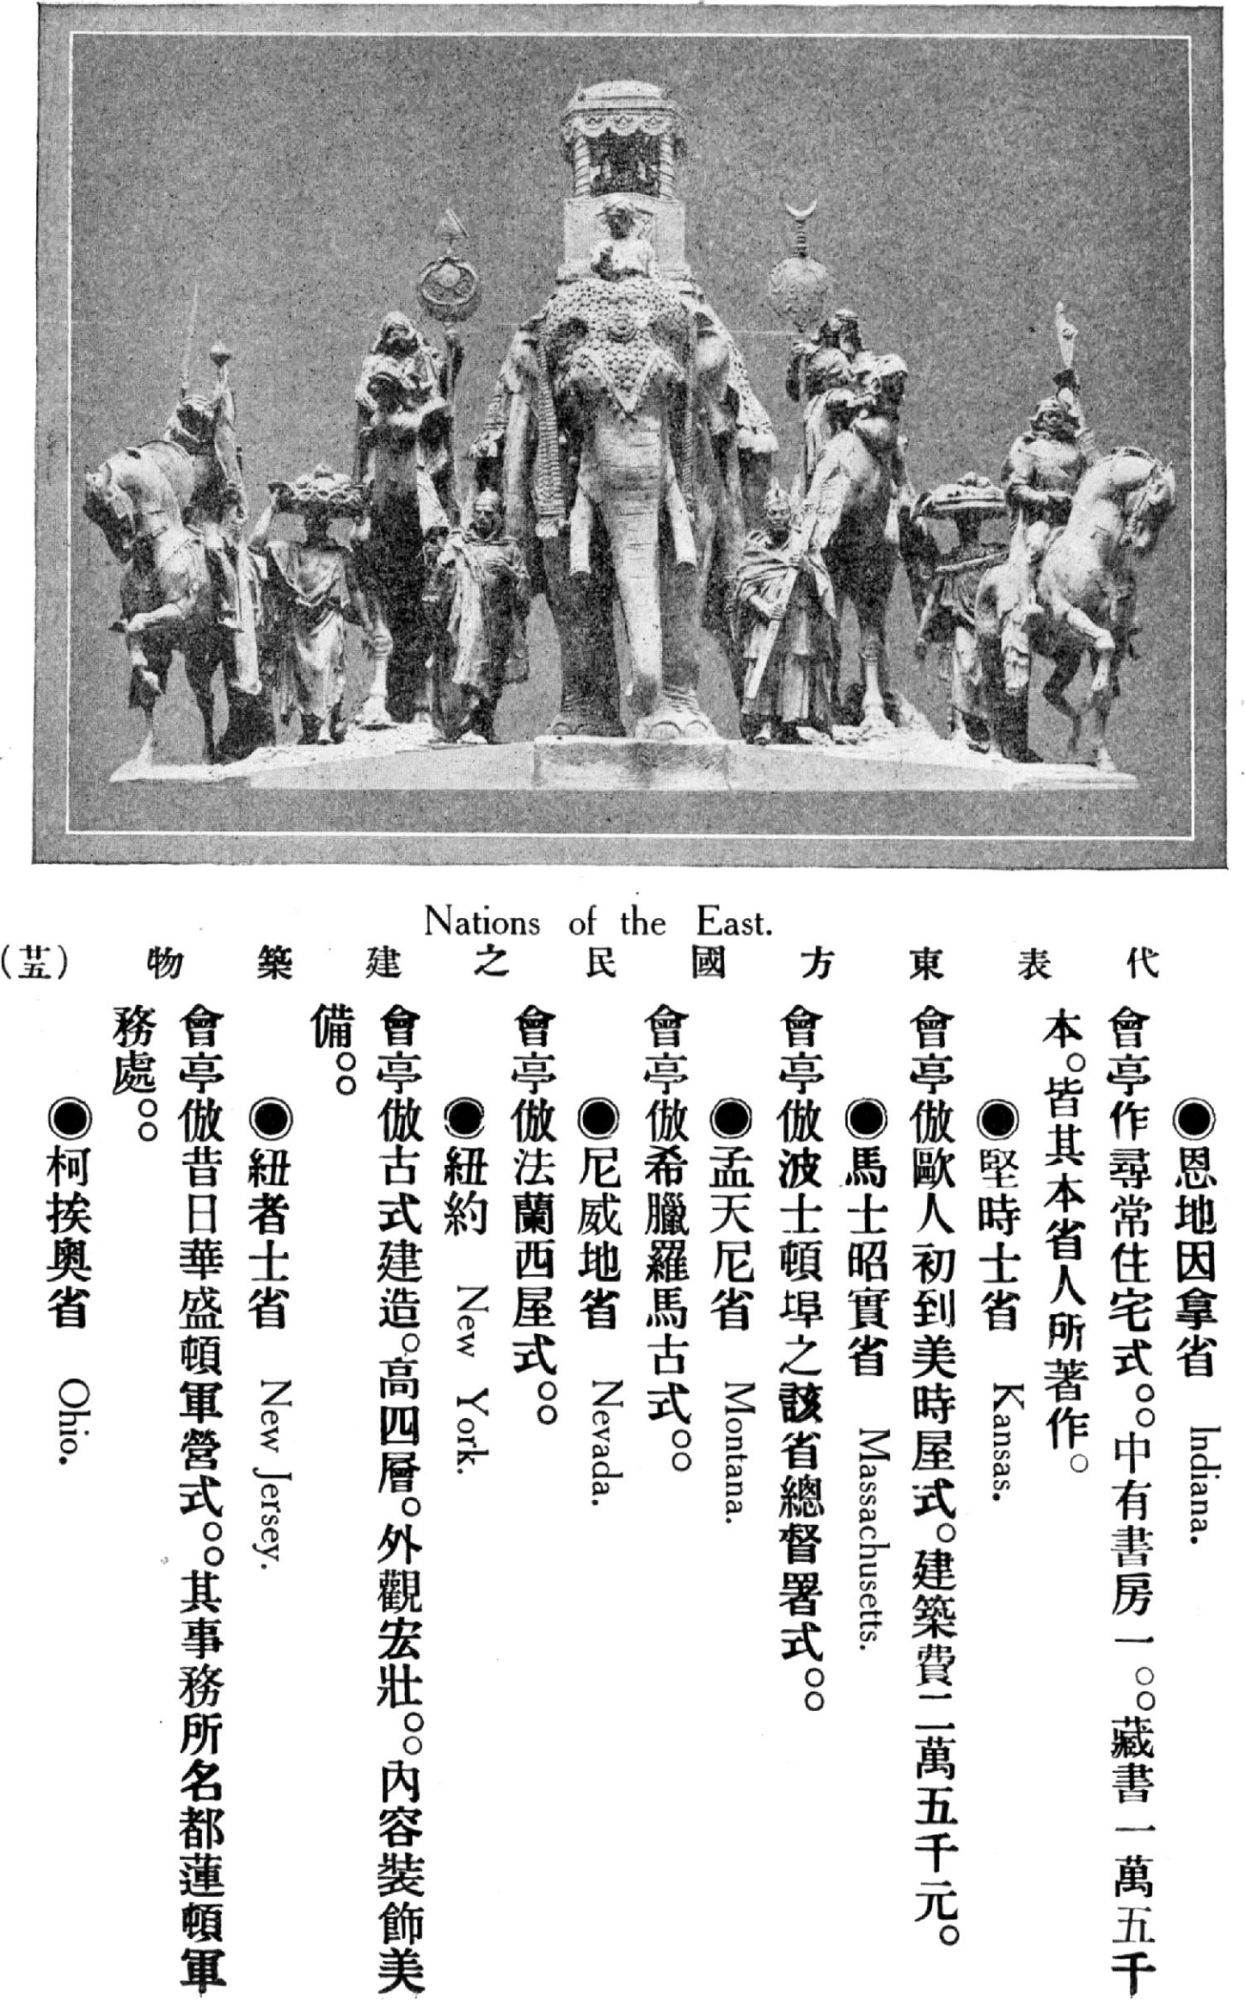 Nations of the East.
代表東方國民之建築物
(茁)
◉恩地因拿省 Indiana.
會亭作尋常住宅式。。中有書房一。。藏書一萬五千
本。皆其本省人所著作。
◉堅時士省 Kansas.
會亭倣歐人初到美時屋式。建築費二萬五千元。
◉馬士昭實省 Massachusetts.
會亭倣波士頓埠之該省總督署式。。
◉孟天尼省 Montana.
會亭倣希臘羅馬古式。。
◉尼威地省 Nevada.
會亭倣法蘭西屋式。。
◉紐約 New York.
會亭倣古式建造。高四層。外觀宏壯。。內容裝飾美
備。。
◉紐者士省 New Jersey.
會亭倣昔日華盛頓軍營式。。其事務所名都蓮頓軍
務處。。
◉柯挨奧省 Ohio.